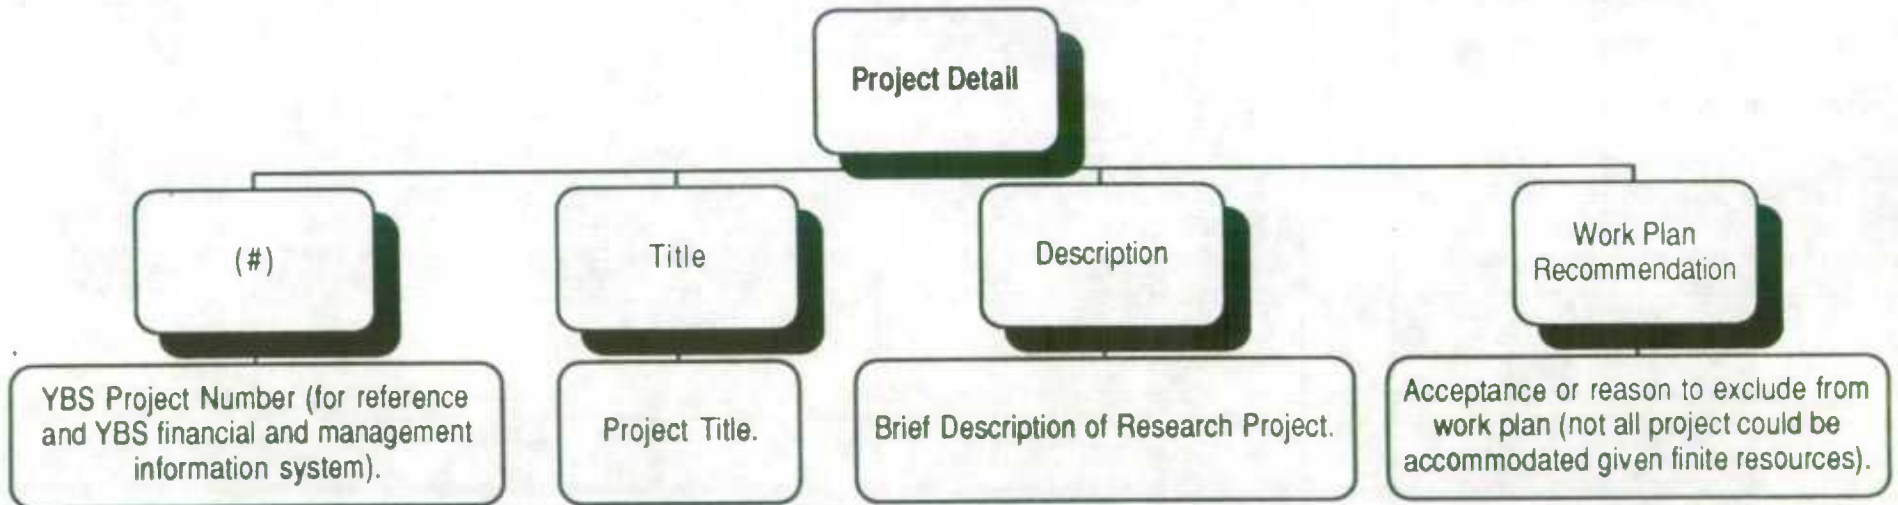 Project Detail
(#)
Title
Description
Work Plan
Recommendation
YBS Project Number (for reference
and YBS financial and management
information system).
Project Title.
Brief Description of Research Project.
Acceptance or reason to exclude from
work plan (not all project could be
accommodated given finite resources).